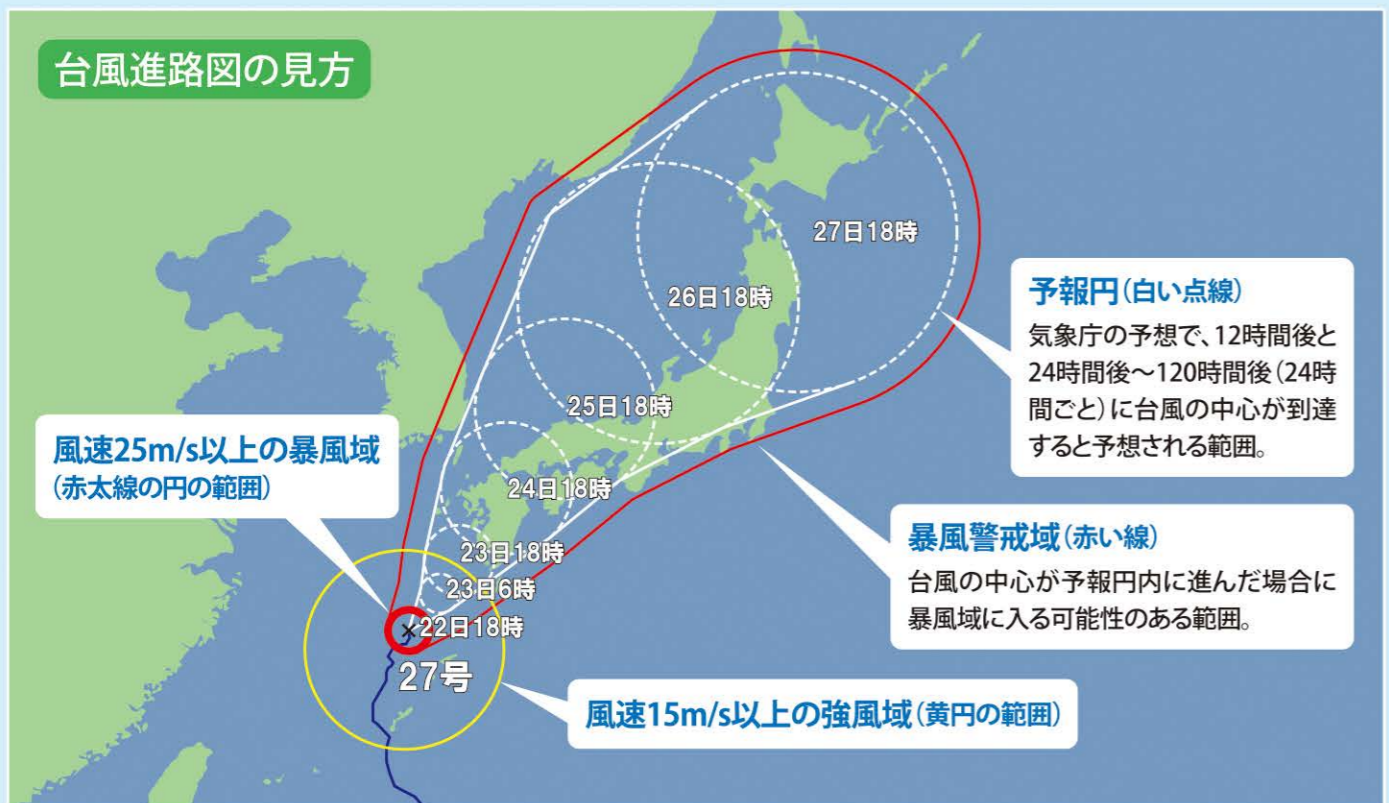 台風進路図の見方
27日18時
26日18時
25日18時
24日18時
23日18時
23日6時
22日18時
27号
予報円(白い点線)
気象庁の予想で、12時間後と
24時間後～120時間後(24時
間ごと)に台風の中心が到達
すると予想される範囲。
風速25m/s以上の暴風域
(赤太線の円の範囲)
暴風警戒域(赤い線)
台風の中心が予報円内に進んだ場合に
暴風域に入る可能性のある範囲。
風速15m/s以上の強風域(黄円の範囲)